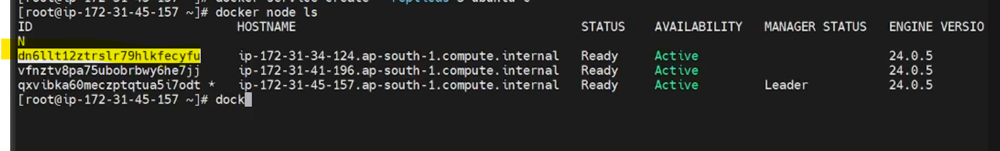 [root@ip-172-31-45-157 ~]# docker node ls
ID                            HOSTNAME                                       STATUS    AVAILABILITY   MANAGER STATUS   ENGINE VERSIO
N
dn6llt12ztrslr79hlkfecyfu     ip-172-31-34-124.ap-south-1.compute.internal   Ready     Active                          24.0.5
vfnztv8pa75ubobrbwy6he7jj     ip-172-31-41-196.ap-south-1.compute.internal   Ready     Active                          24.0.5
qxvibka60meczptqtua5i7odt *   ip-172-31-45-157.ap-south-1.compute.internal   Ready     Active         Leader           24.0.5
[root@ip-172-31-45-157 ~]# dock